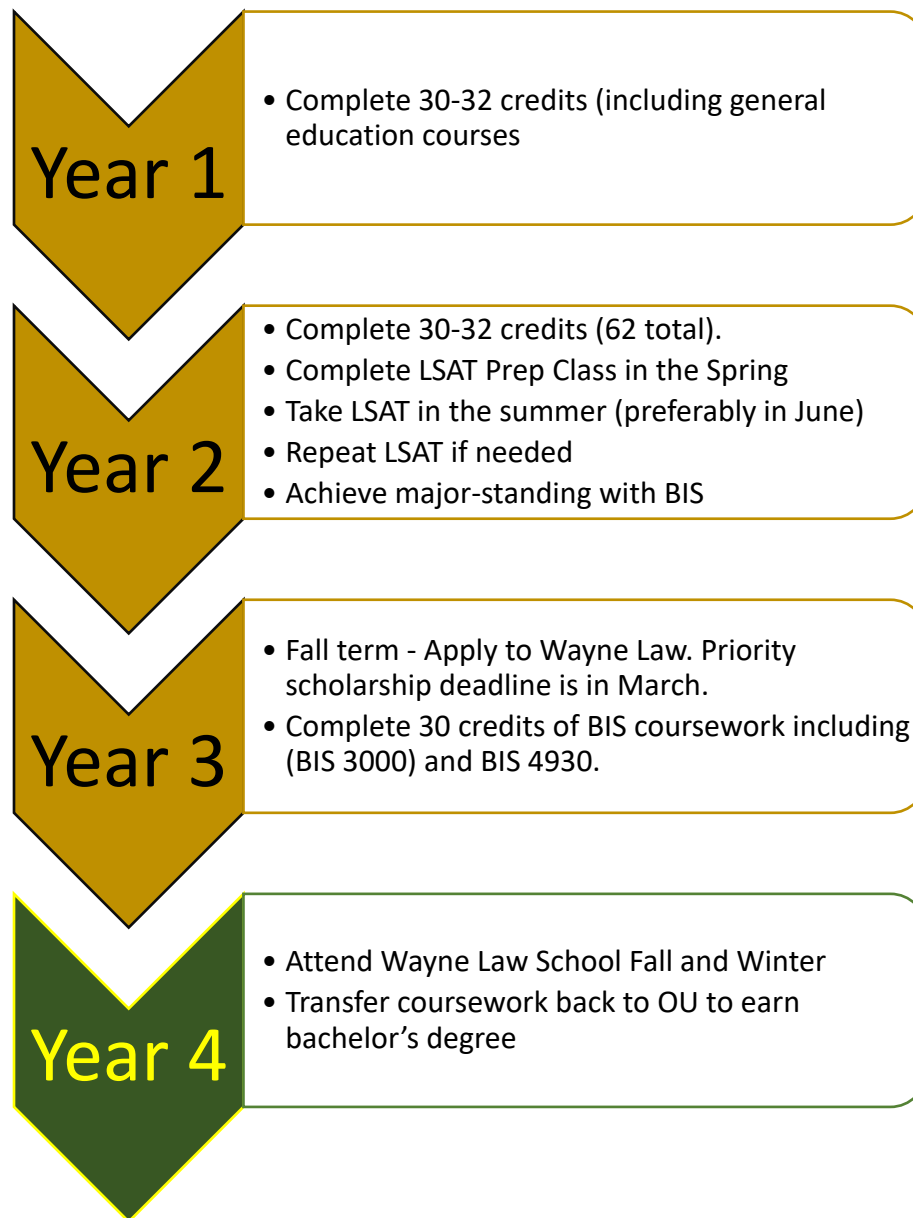 Year 1
• Complete 30-32 credits (including general
education courses
Year 2
• Complete 30-32 credits (62 total).
• Complete LSAT Prep Class in the Spring
• Take LSAT in the summer (preferably in June)
• Repeat LSAT if needed
• Achieve major-standing with BIS
Year 3
• Fall term - Apply to Wayne Law. Priority
scholarship deadline is in March.
• Complete 30 credits of BIS coursework including
(BIS 3000) and BIS 4930.
Year 4
• Attend Wayne Law School Fall and Winter
• Transfer coursework back to OU to earn
bachelor’s degree